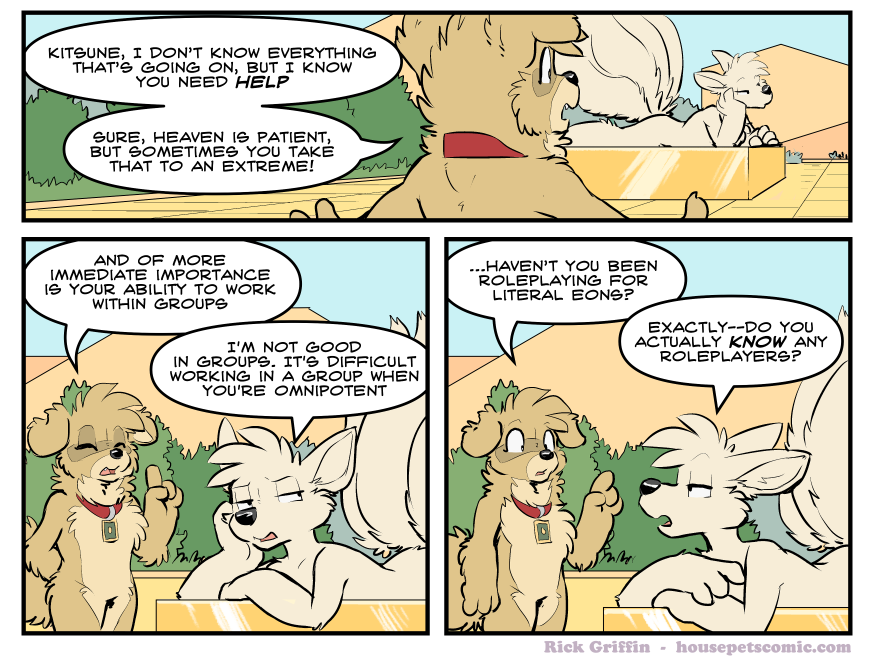 KITSUNE, I DON'T KNOW EVERYTHING
THAT'S GOING ON, BUT I KNOW
YOU NEED HELP
SURE, HEAVEN IS PATIENT,
BUT SOMETIMES YOU TAKE
THAT TO AN EXTREME!
AND OF MORE
IMMEDIATE IMPORTANCE
IS YOUR ABILITY TO WORK
WITHIN GROUPS
I'M NOT GOOD
IN GROUPS. IT'S DIFFICULT
WORKING IN A GROUP WHEN
YOU'RE OMNIPOTENT
...HAVEN'T YOU BEEN
ROLEPLAYING FOR
LITERAL EONS?
EXACTLY--DO YOU
ACTUALLY KNOW ANY
ROLEPLAYERS?
Rick Griffin - housepetscomic.com